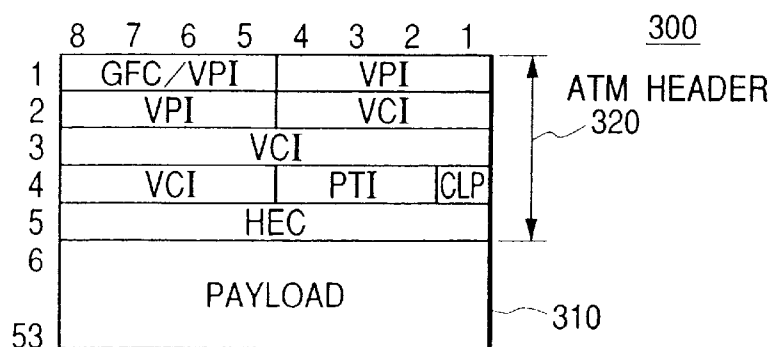 8 7 6 5 4 3 2 1 300
1 GFC/VPI VPI ATM HEADER
2 VPI VCI 320
3 VCI
4 VCI PTI CLP
5 HEC
6
PAYLOAD
53 310